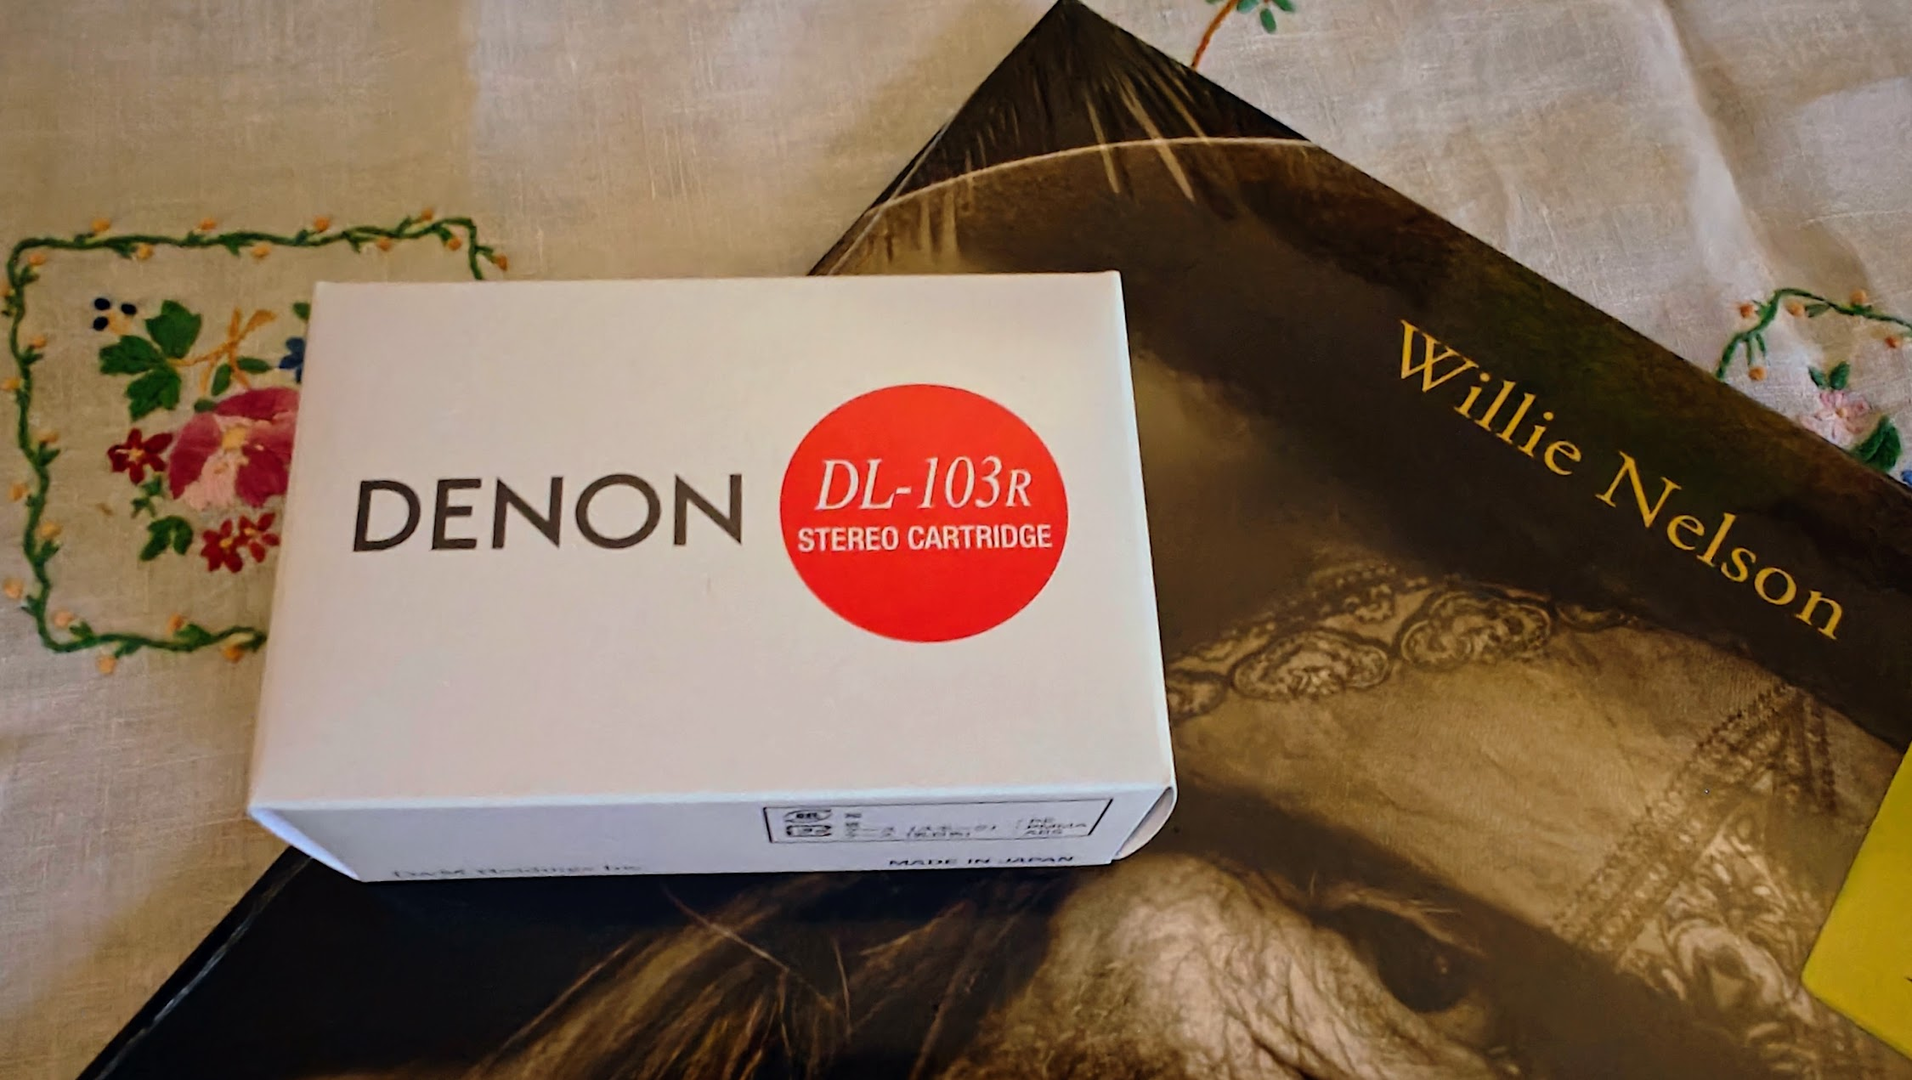 DENON
DL-103R
STEREO CARTRIDGE
Willie Nelson
MADE IN JAPAN